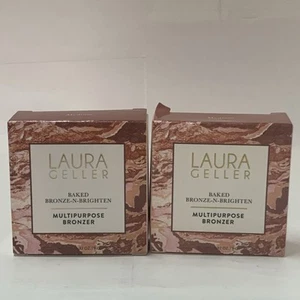 LAURA
GELLER
BAKED
BRONZE-N-BRIGHTEN
MULTIPURPOSE
BRONZER
LAURA
GELLER
BAKED
BRONZE-N-BRIGHTEN
MULTIPURPOSE
BRONZER